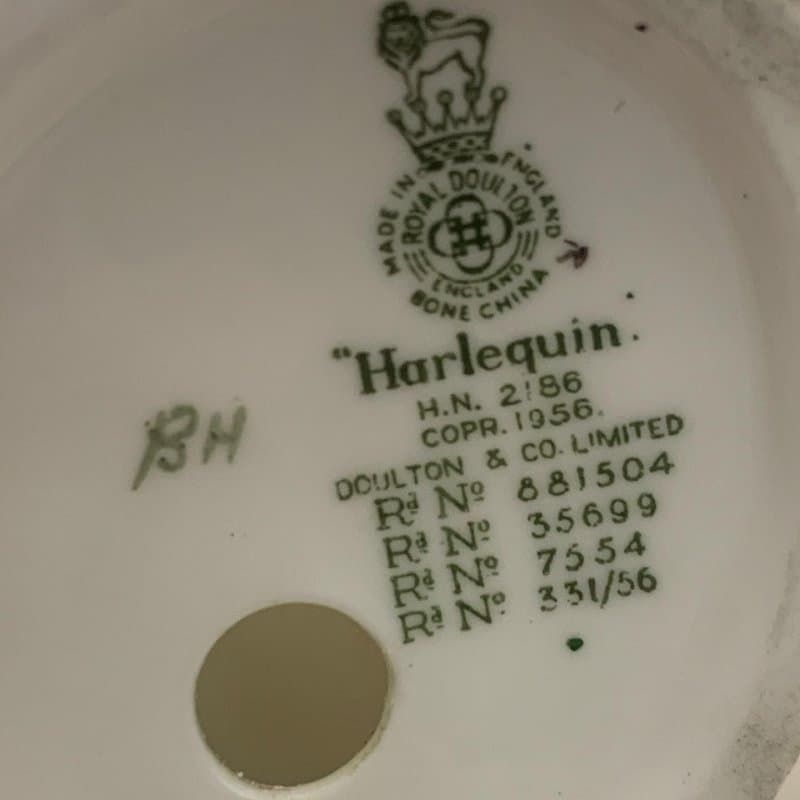 MADE IN ENGLAND
ROYAL DOULTON
ENGLAND
BONE CHINA
"Harlequin.
H.N. 2186
COPR. 1956.
DOULTON & CO. LIMITED
Rd No 881504
Rd No 35699
Rd No 7554
Rd No 331/56
BH